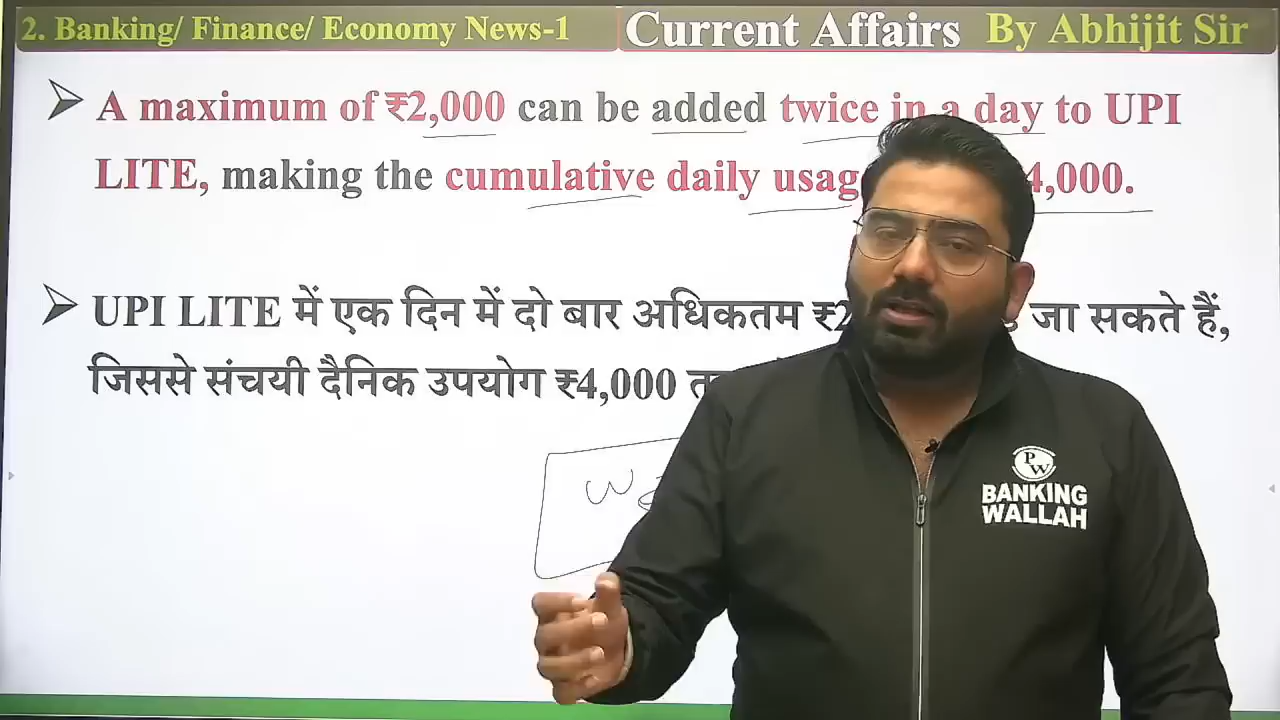 2. Banking/ Finance/ Economy News-1
Current Affairs By Abhijit Sir
A maximum of ₹2,000 can be added twice in a day to UPI
LITE, making the cumulative daily 4,000.
UPI LITE में एक दिन में दो बार अधिकतम जा सकते हैं,
जिससे संचयी दैनिक उपयोग ₹4,000
PW
BANKING
WALLAH